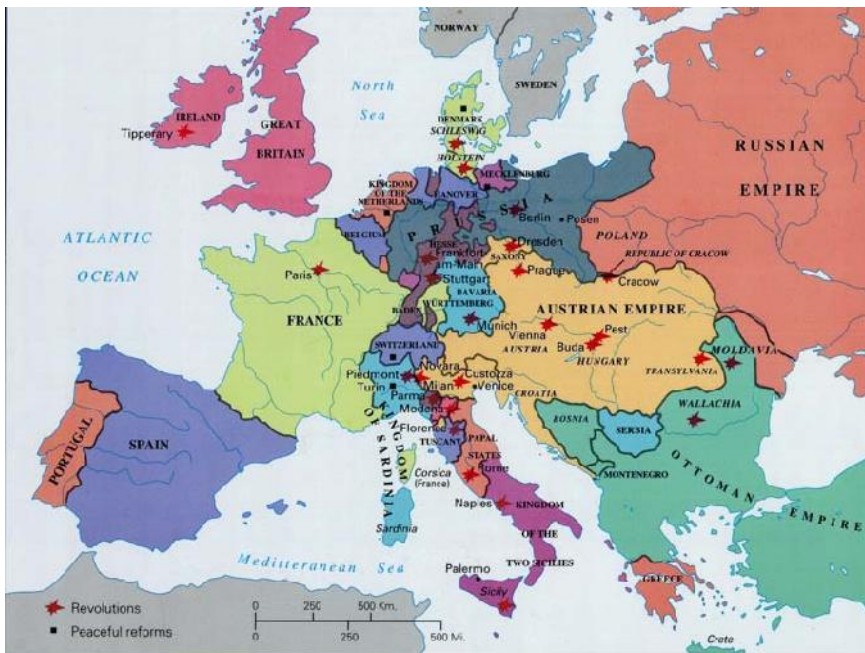 NORWAY
SWEDEN
North
Sea
IRELAND
Tipperary
GREAT
BRITAIN
DENMARK
SCHLESWIG
HOLSTEIN
MECKLENBURG
KINGDOM
OF THE
NETHERLANDS
HANOVER
PRUSSIA
Berlin
Posen
RUSSIAN
EMPIRE
POLAND
BELGIUM
HESSE
Frankfort
am-Main
Dresden
SAXONY
REPUBLIC OF CRACOW
Cracow
Prague
ATLANTIC
OCEAN
Paris
Stuttgart
BAVARIA
WÜRTTEMBERG
BADEN
Munich
FRANCE
AUSTRIAN EMPIRE
Vienna
AUSTRIA
Pest
Buda
HUNGARY
MOLDAVIA
TRANSYLVANIA
SWITZERLAND
Piedmont
Turin
Novara
Milan
Custozza
Venice
CROATIA
Parma
Modena
Florence
TUSCANY
PAPAL
STATES
Rome
BOSNIA
SERBIA
WALLACHIA
MONTENEGRO
OTTOMAN
EMPIRE
PORTUGAL
SPAIN
KINGDOM
OF SARDINIA
Corsica
(France)
Sardinia
Naples
KINGDOM
OF THE
TWO SICILIES
Mediterranean Sea
Palermo
Sicily
GREECE
Crete
Revolutions
Peaceful reforms
0 250 500 Km.
0 250 500 Mi.